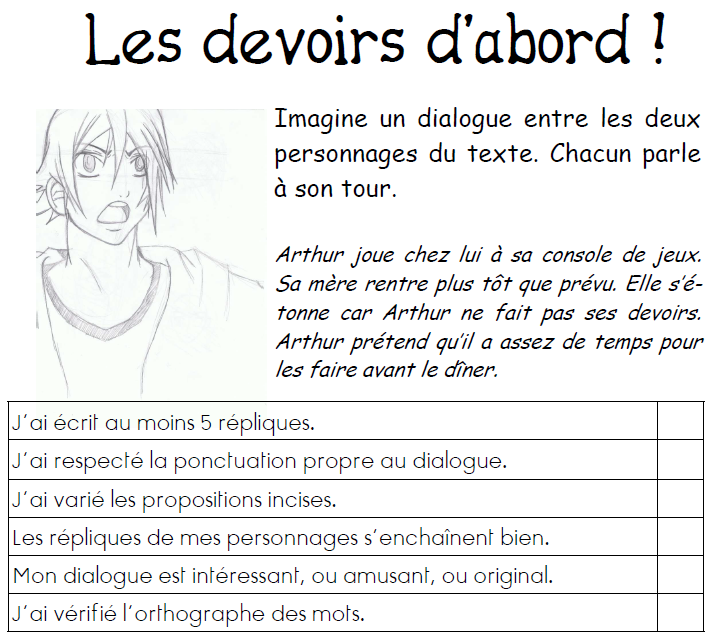 Les devoirs d'abord !
Imagine un dialogue entre les deux
personnages du texte. Chacun parle
à son tour.
Arthur joue chez lui à sa console de jeux.
Sa mère rentre plus tôt que prévu. Elle s'é-
tonne car Arthur ne fait pas ses devoirs.
Arthur prétend qu'il a assez de temps pour
les faire avant le dîner.
J'ai écrit au moins 5 répliques.
J'ai respecté la ponctuation propre au dialogue.
J'ai varié les propositions incises.
Les répliques de mes personnages s'enchaînent bien.
Mon dialogue est intéressant, ou amusant, ou original.
J'ai vérifié l'orthographe des mots.